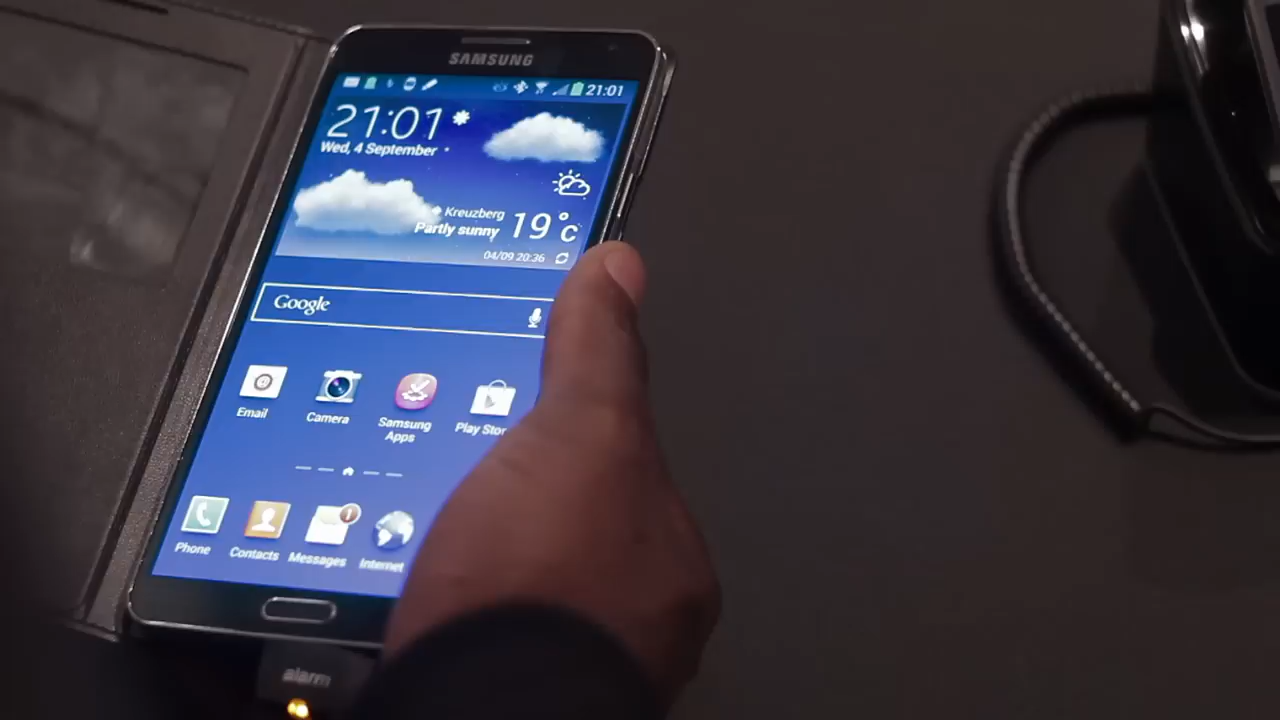 SAMSUNG
21:01
21:01
Wed, 4 September
Kreuzberg
Partly sunny
19°C
04/09 20:36
Google
Email
Camera
Samsung
Apps
Play Stor
Phone
Contacts
Messages
1
Internet
alarm